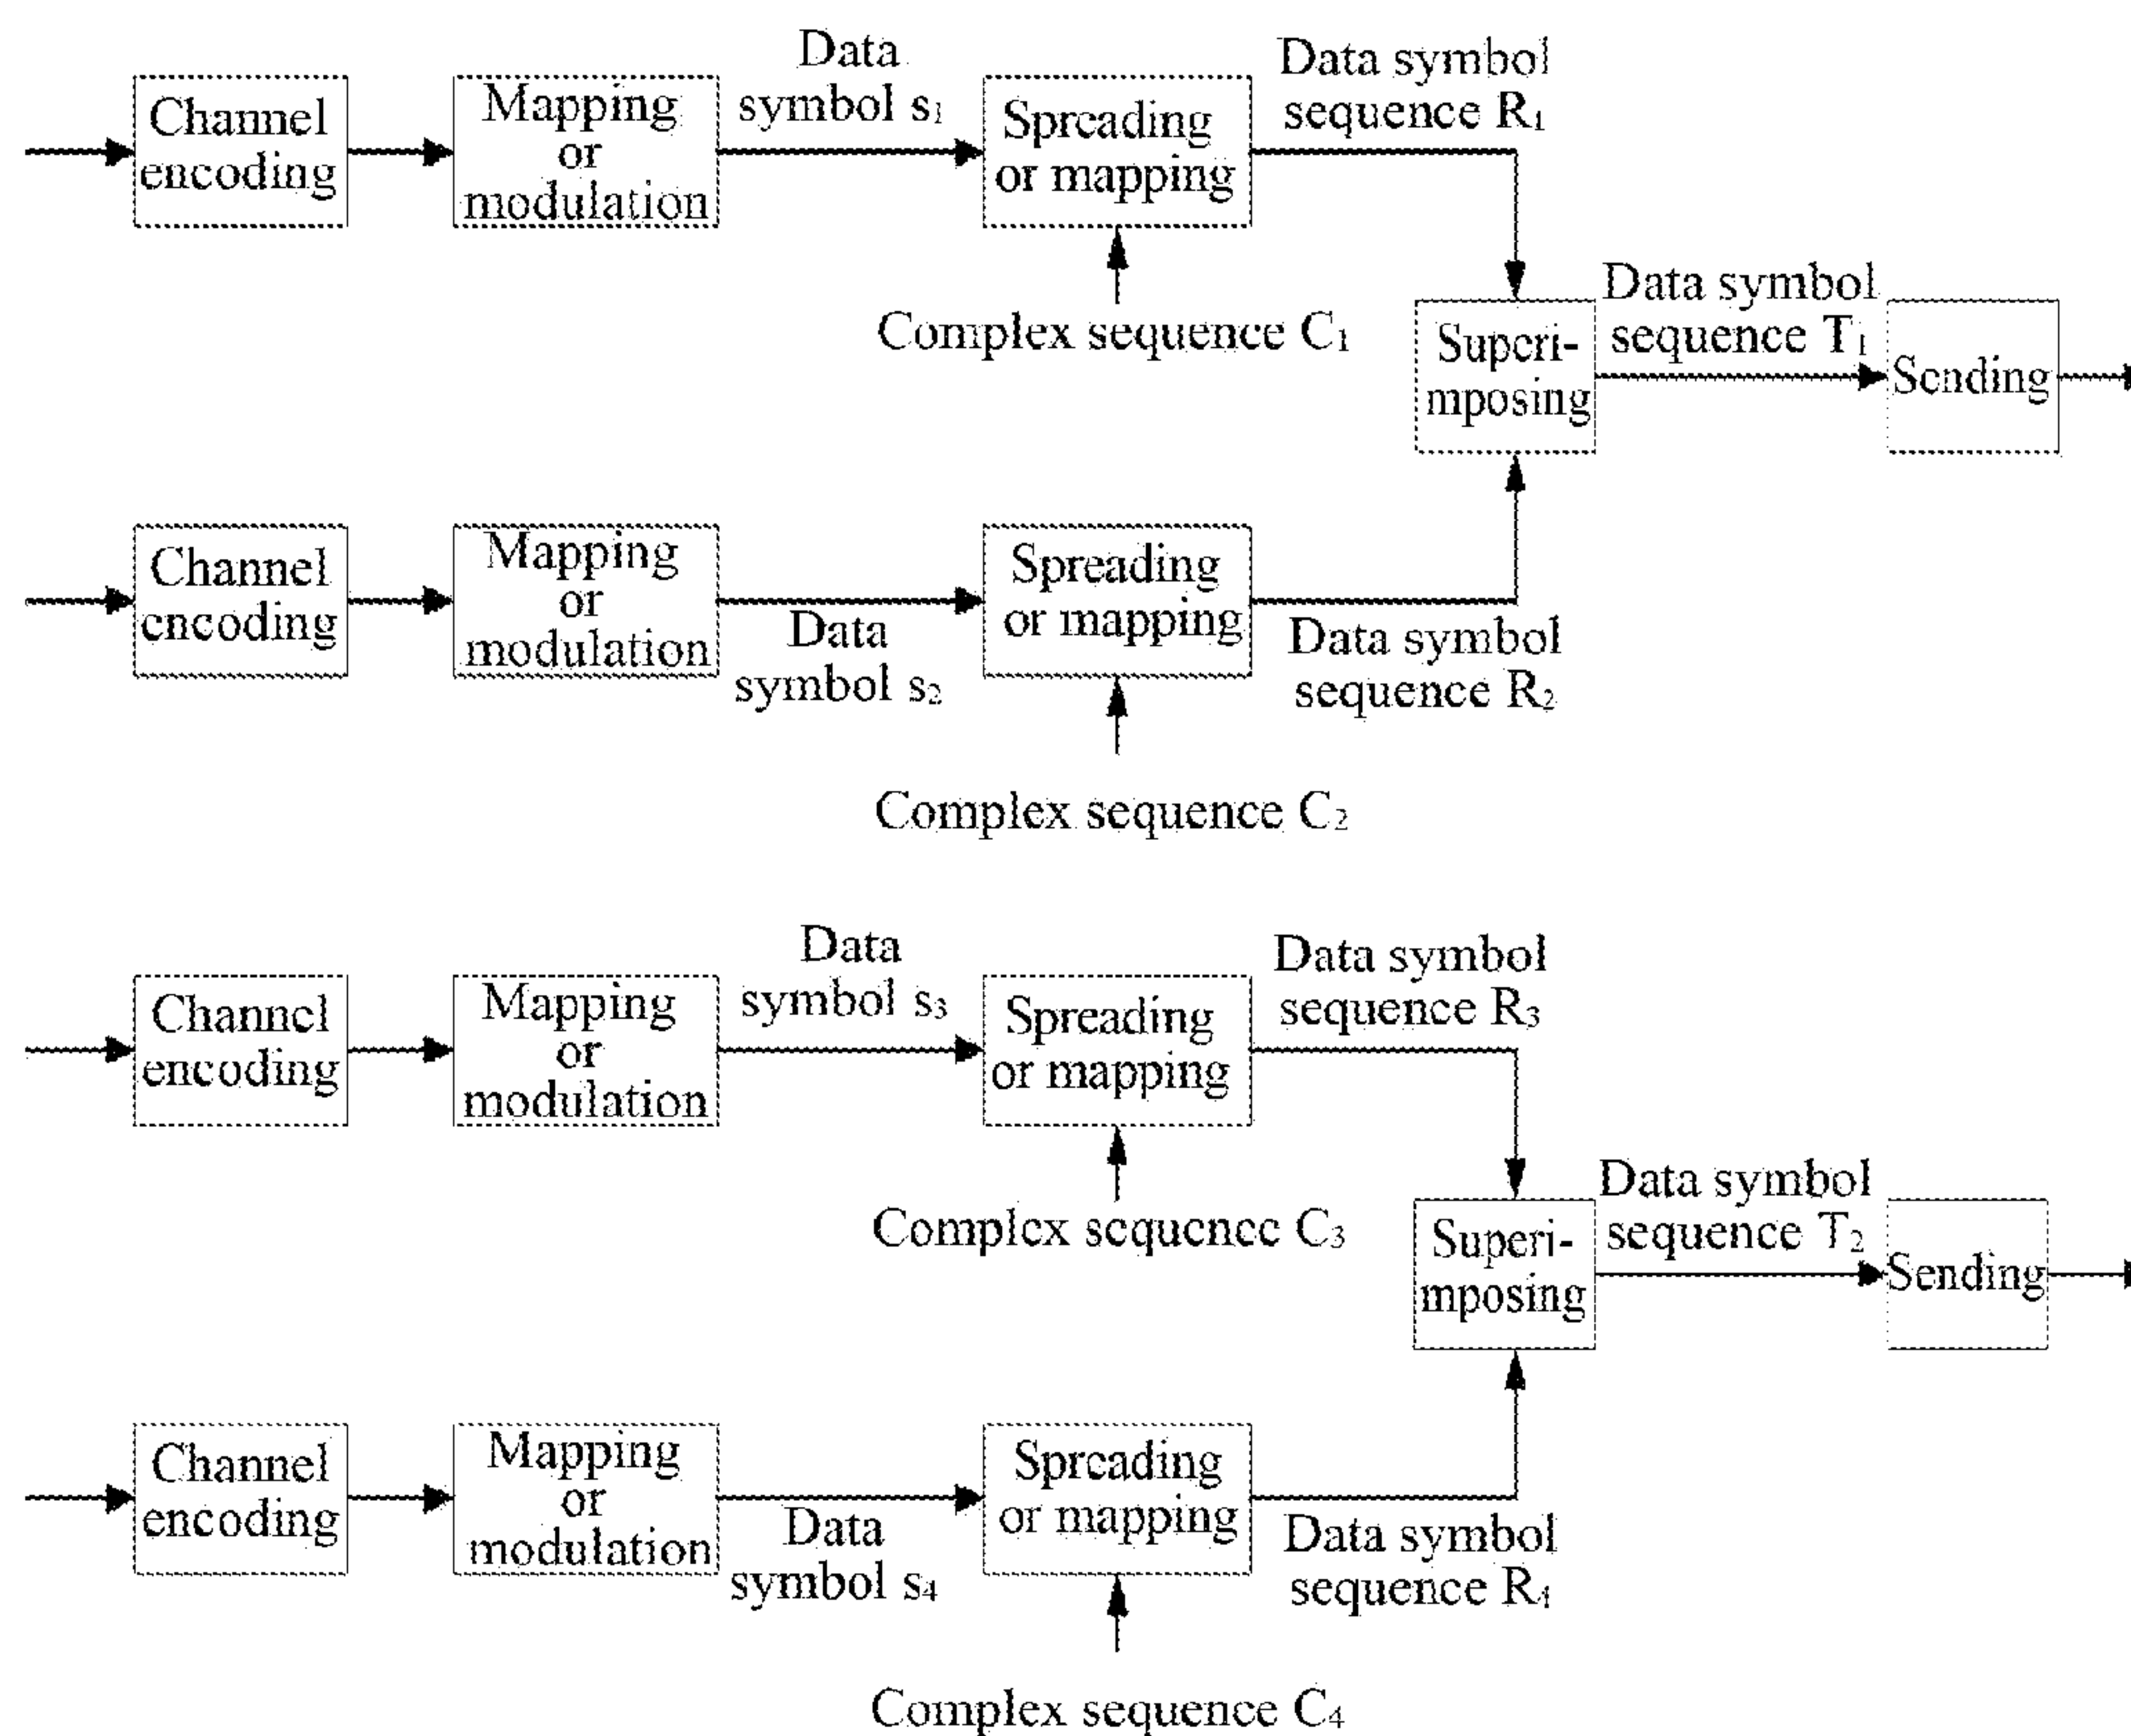 Data
symbol s₁
Data symbol
sequence R₁
Channel
encoding
Mapping
or
modulation
Spreading
or mapping
Complex sequence C₁
Superi-
mposing
Data symbol
sequence T₁
Sending
Channel
encoding
Mapping
or
modulation
Data
symbol s₂
Spreading
or mapping
Data symbol
sequence R₂
Complex sequence C₂
Data
symbol s₃
Data symbol
sequence R₃
Channel
encoding
Mapping
or
modulation
Spreading
or mapping
Complex sequence C₃
Superi-
mposing
Data symbol
sequence T₂
Sending
Channel
encoding
Mapping
or
modulation
Data
symbol s₄
Spreading
or mapping
Data symbol
sequence R₄
Complex sequence C₄